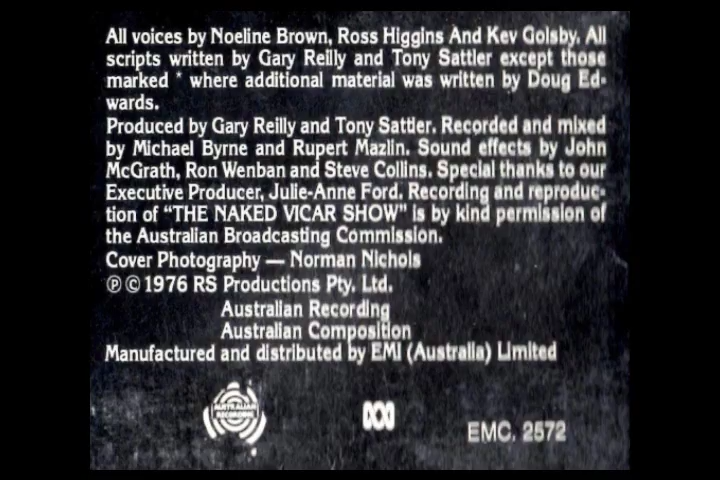 All voices by Noeline Brown, Ross Higgins And Kev Golsby. All
scripts written by Gary Reilly and Tony Sattler except those
marked * where additional material was written by Doug Ed-
wards.
Produced by Gary Reilly and Tony Sattler. Recorded and mixed
by Michael Byrne and Rupert Mazlin. Sound effects by John
McGrath, Ron Wenban and Steve Collins. Special thanks to our
Executive Producer, Julie-Anne Ford. Recording and reproduc-
tion of “THE NAKED VICAR SHOW” is by kind permission of
the Australian Broadcasting Commission.
Cover Photography — Norman Nichols
Ⓟ © 1976 RS Productions Pty. Ltd.
Australian Recording
Australian Composition
Manufactured and distributed by EMI (Australia) Limited
AUSTRALIAN
RECORDING
EMC. 2572